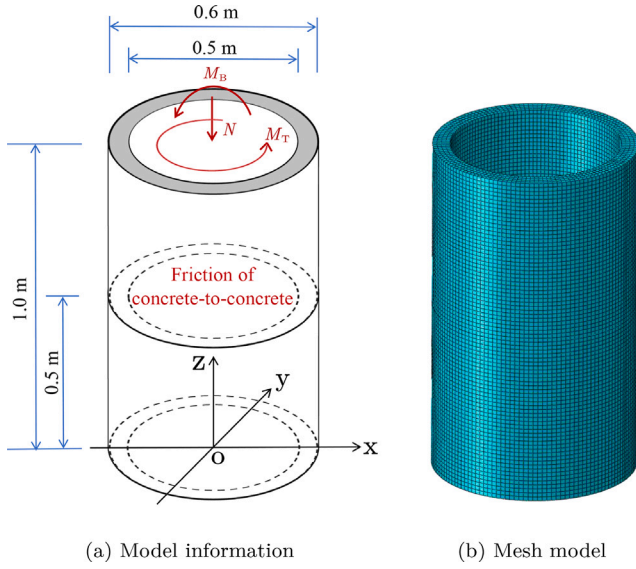 0.6 m
0.5 m
M_B
N
M_T
1.0 m
Friction of
concrete-to-concrete
0.5 m
z
y
x
O
(a) Model information
(b) Mesh model